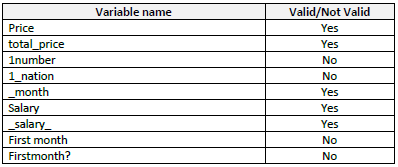 Variable name Valid/Not Valid
Price Yes
total_price Yes
1number No
1_nation No
_month Yes
Salary Yes
_salary_ Yes
First month No
Firstmonth? No